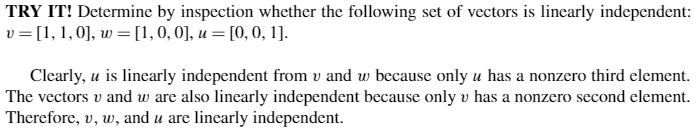 TRY IT! Determine by inspection whether the following set of vectors is linearly independent:
v = [1, 1, 0], w = [1, 0, 0], u = [0, 0, 1].
Clearly, u is linearly independent from v and w because only u has a nonzero third element.
The vectors v and w are also linearly independent because only v has a nonzero second element.
Therefore, v, w, and u are linearly independent.